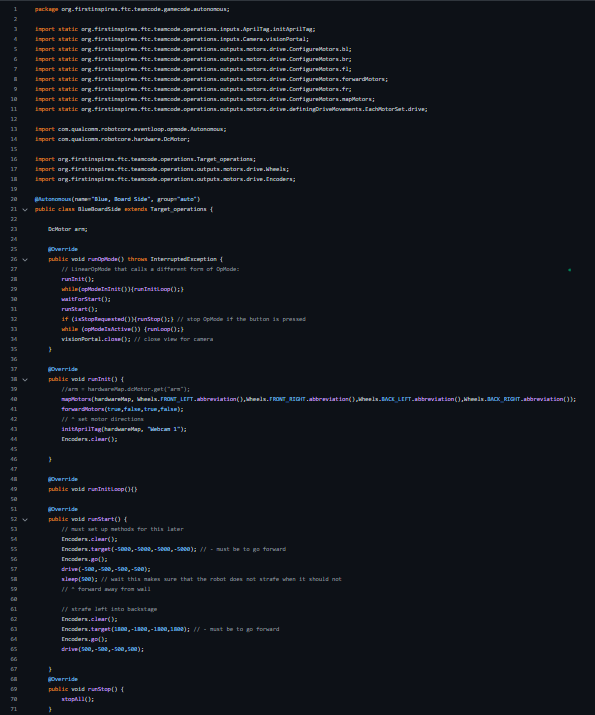 1 package org.firstinspires.ftc.teamcode.gamecode.autonomous;
2
3 import static org.firstinspires.ftc.teamcode.operations.inputs.AprilTag.initAprilTag;
4 import static org.firstinspires.ftc.teamcode.operations.inputs.Camera.visionPortal;
5 import static org.firstinspires.ftc.teamcode.operations.outputs.motors.drive.ConfigureMotors.bl;
6 import static org.firstinspires.ftc.teamcode.operations.outputs.motors.drive.ConfigureMotors.br;
7 import static org.firstinspires.ftc.teamcode.operations.outputs.motors.drive.ConfigureMotors.fl;
8 import static org.firstinspires.ftc.teamcode.operations.outputs.motors.drive.ConfigureMotors.forwardMotors;
9 import static org.firstinspires.ftc.teamcode.operations.outputs.motors.drive.ConfigureMotors.fr;
10 import static org.firstinspires.ftc.teamcode.operations.outputs.motors.drive.ConfigureMotors.mapMotors;
11 import static org.firstinspires.ftc.teamcode.operations.outputs.motors.drive.definingDriveMovements.EachMotorSet.drive;
12
13 import com.qualcomm.robotcore.eventloop.opmode.Autonomous;
14 import com.qualcomm.robotcore.hardware.DcMotor;
15
16 import org.firstinspires.ftc.teamcode.operations.Target_operations;
17 import org.firstinspires.ftc.teamcode.operations.outputs.motors.drive.Wheels;
18 import org.firstinspires.ftc.teamcode.operations.outputs.motors.drive.Encoders;
19
20 @Autonomous(name="Blue, Board Side", group="auto")
21 public class BlueBoardSide extends Target_operations {
22
23 DcMotor arm;
24
25 @Override
26 public void runOpMode() throws InterruptedException {
27 // LinearOpMode that calls a different form of OpMode:
28 runInit();
29 while(opModeInInit()){runInitLoop();}
30 waitForStart();
31 runStart();
32 if (isStopRequested()){runStop();} // stop OpMode if the button is pressed
33 while (opModeIsActive()) {runLoop();}
34 visionPortal.close(); // close view for camera
35 }
36
37 @Override
38 public void runInit() {
39 //arm = hardwareMap.dcMotor.get("arm");
40 mapMotors(hardwareMap, Wheels.FRONT_LEFT.abbreviation(),Wheels.FRONT_RIGHT.abbreviation(),Wheels.BACK_LEFT.abbreviation(),Wheels.BACK_RIGHT.abbreviation());
41 forwardMotors(true,false,true,false);
42 // ^ set motor directions
43 initAprilTag(hardwareMap, "Webcam 1");
44 Encoders.clear();
45
46 }
47
48 @Override
49 public void runInitLoop(){}
50
51 @Override
52 public void runStart() {
53 // must set up methods for this later
54 Encoders.clear();
55 Encoders.target(-5000,-5000,-5000,-5000); // - must be to go forward
56 Encoders.go();
57 drive(-500,-500,-500,-500);
58 sleep(500); // wait this makes sure that the robot does not strafe when it should not
59 // ^ forward away from wall
60
61 // strafe left into backstage
62 Encoders.clear();
63 Encoders.target(1800,-1800,-1800,1800); // - must be to go forward
64 Encoders.go();
65 drive(500,-500,-500,500);
66
67 }
68 @Override
69 public void runStop() {
70 stopAll();
71 }